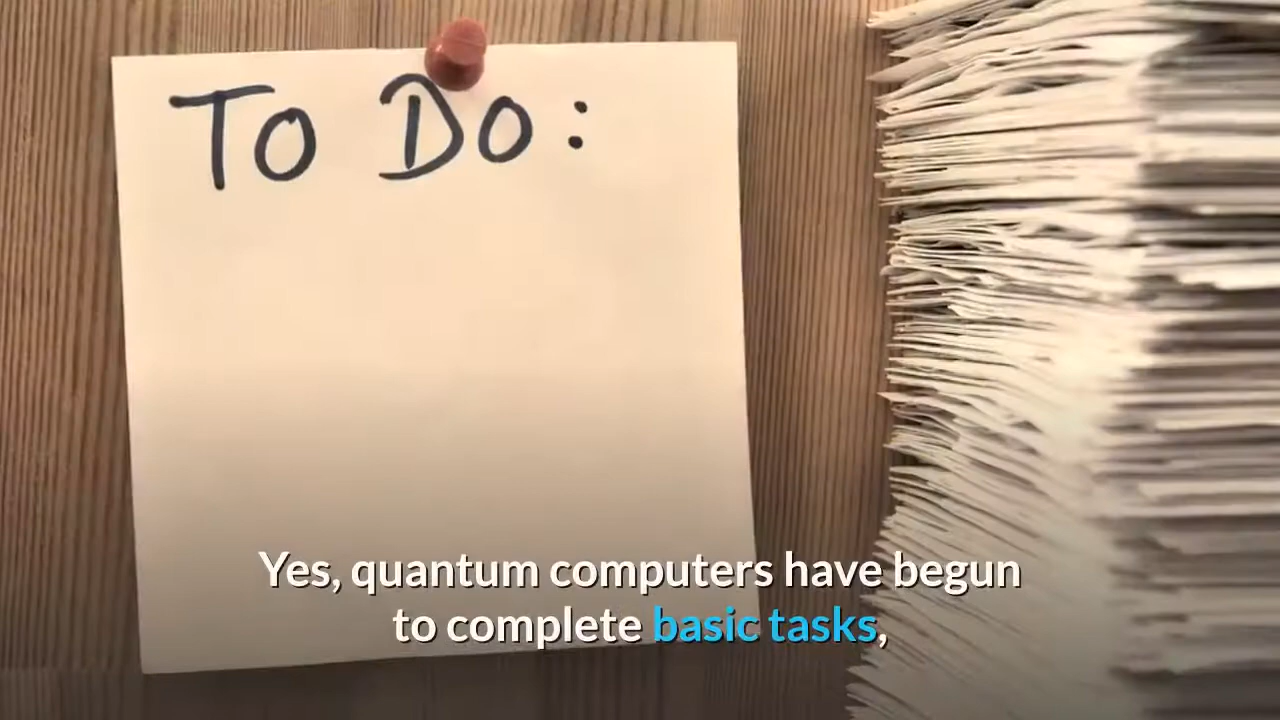 To Do:
Yes, quantum computers have begun
to complete basic tasks,